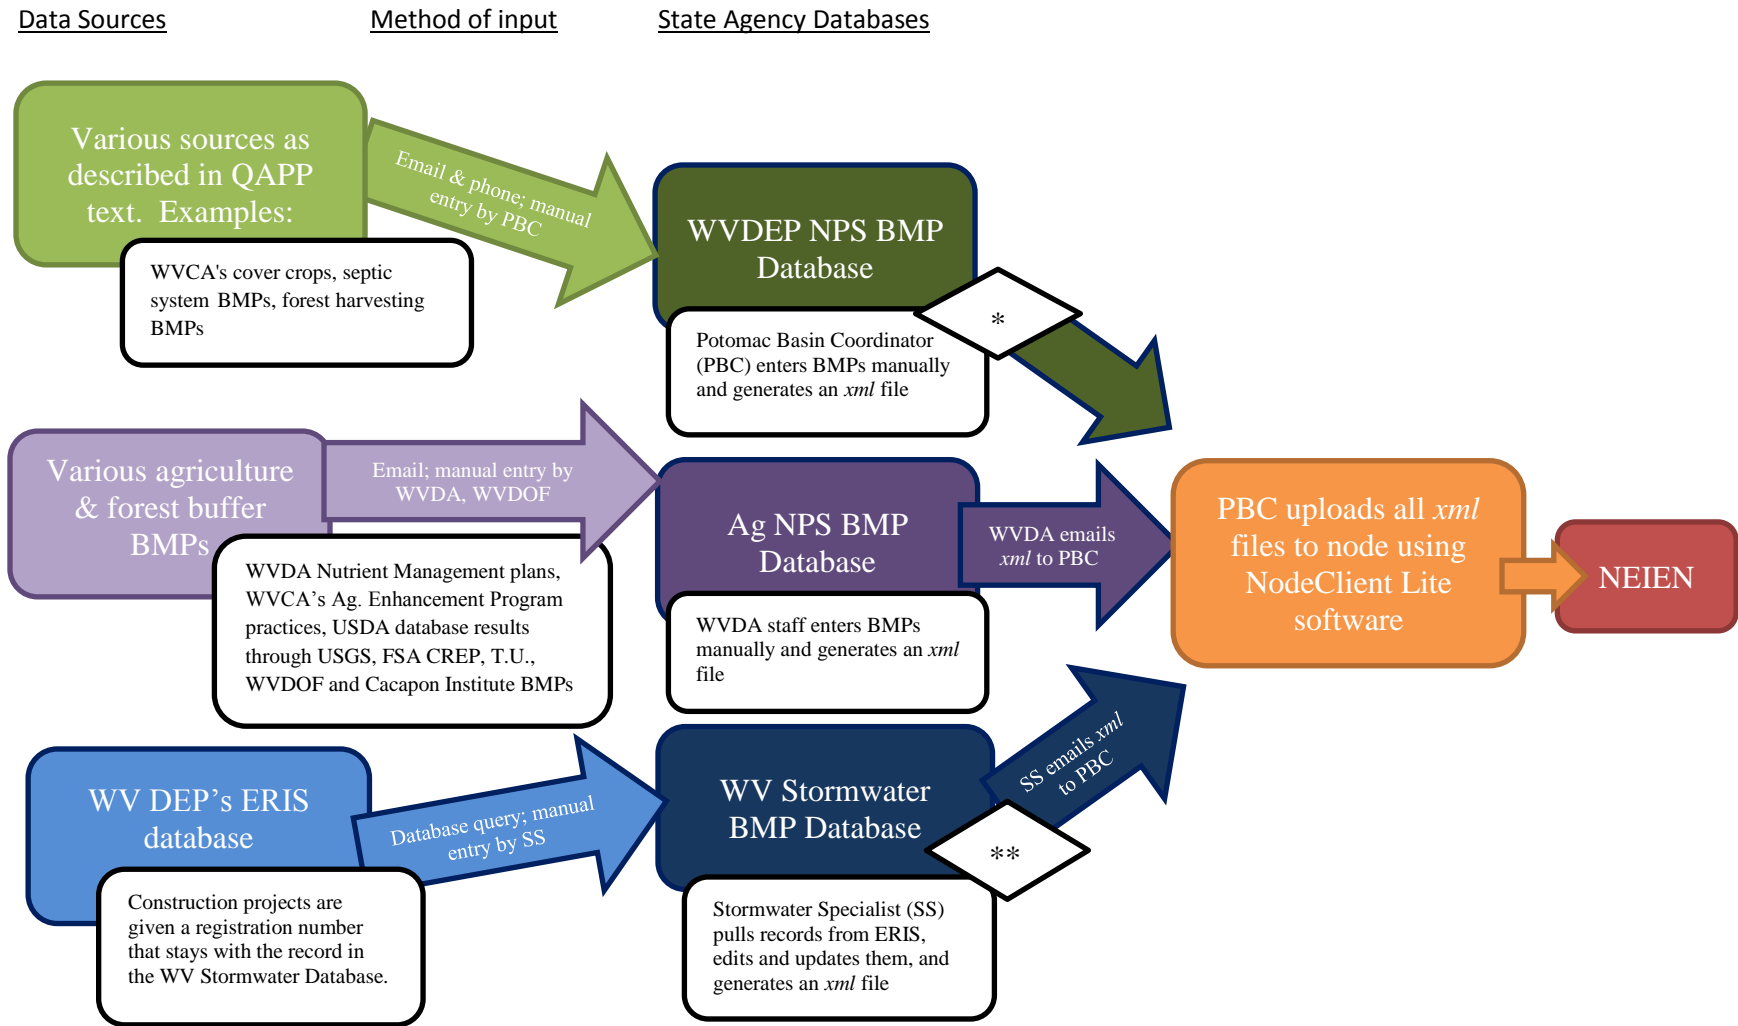 Data Sources
Method of input
State Agency Databases
Various sources as
described in QAPP
text.  Examples:
WVCA's cover crops, septic
system BMPs, forest harvesting
BMPs
Email & phone; manual
entry by PBC
WVDEP NPS BMP
Database
Potomac Basin Coordinator
(PBC) enters BMPs manually
and generates an xml file
*
Various agriculture
& forest buffer
BMPs
WVDA Nutrient Management plans,
WVCA’s Ag. Enhancement Program
practices, USDA database results
through USGS, FSA CREP, T.U.,
WVDOF and Cacapon Institute BMPs
Email; manual entry by
WVDA, WVDOF
Ag NPS BMP
Database
WVDA staff enters BMPs
manually and generates an xml
file
WVDA emails
xml to PBC
WV DEP’s ERIS
database
Construction projects are
given a registration number
that stays with the record in
the WV Stormwater Database.
Database query; manual
entry by SS
WV Stormwater
BMP Database
Stormwater Specialist (SS)
pulls records from ERIS,
edits and updates them, and
generates an xml file
**
SS emails xml
to PBC
PBC uploads all xml
files to node using
NodeClient Lite
software
NEIEN